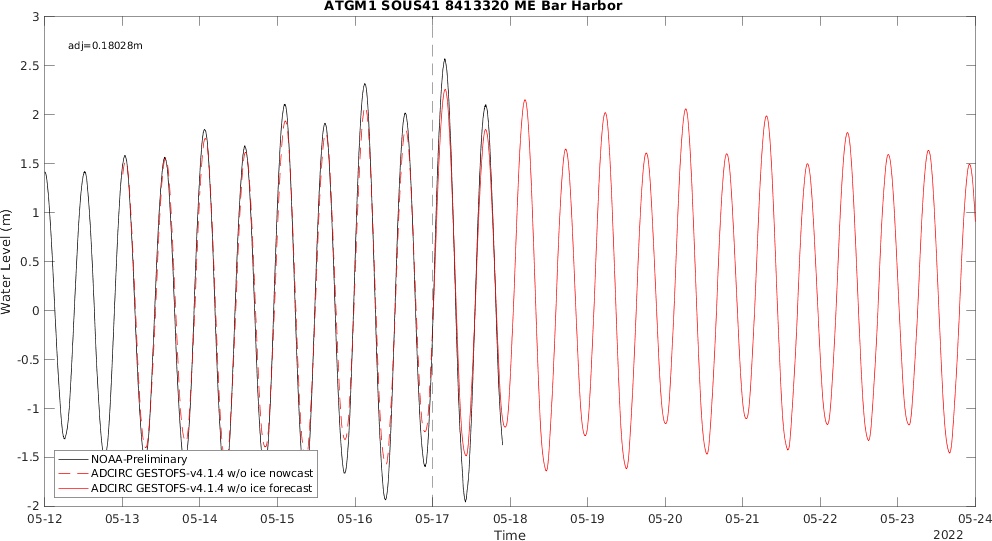 ATGM1 SOUS41 8413320 ME Bar Harbor
adj=0.18028m
Water Level (m)
3
2.5
2
1.5
1
0.5
0
-0.5
-1
-1.5
-2
NOAA-Preliminary
ADCIRC GESTOFS-v4.1.4 w/o ice nowcast
ADCIRC GESTOFS-v4.1.4 w/o ice forecast
05-12 05-13 05-14 05-15 05-16 05-17 05-18 05-19 05-20 05-21 05-22 05-23 05-24
Time
2022